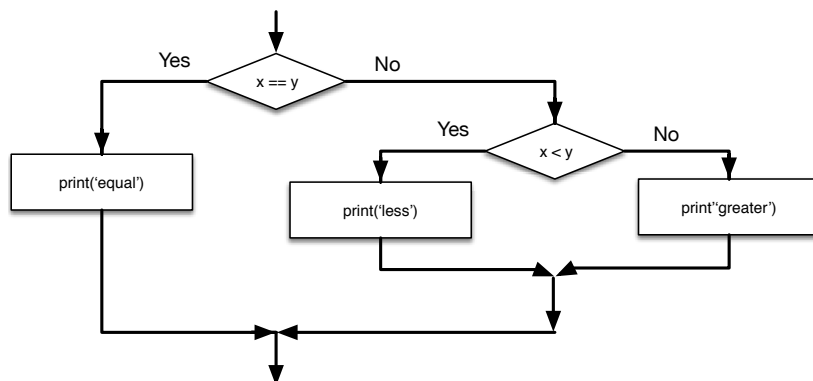 Yes
x == y
No
Yes
x < y
No
print(‘equal’)
print(‘less’)
print’‘greater’)